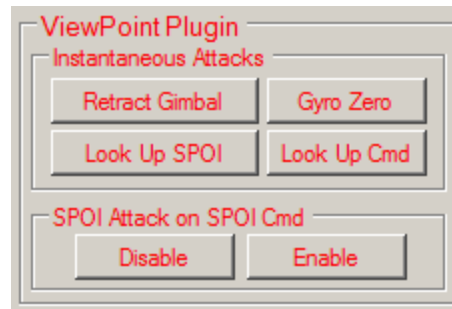 ViewPoint Plugin
Instantaneous Attacks
Retract Gimbal Gyro Zero
Look Up SPOI Look Up Cmd
SPOI Attack on SPOI Cmd
Disable Enable